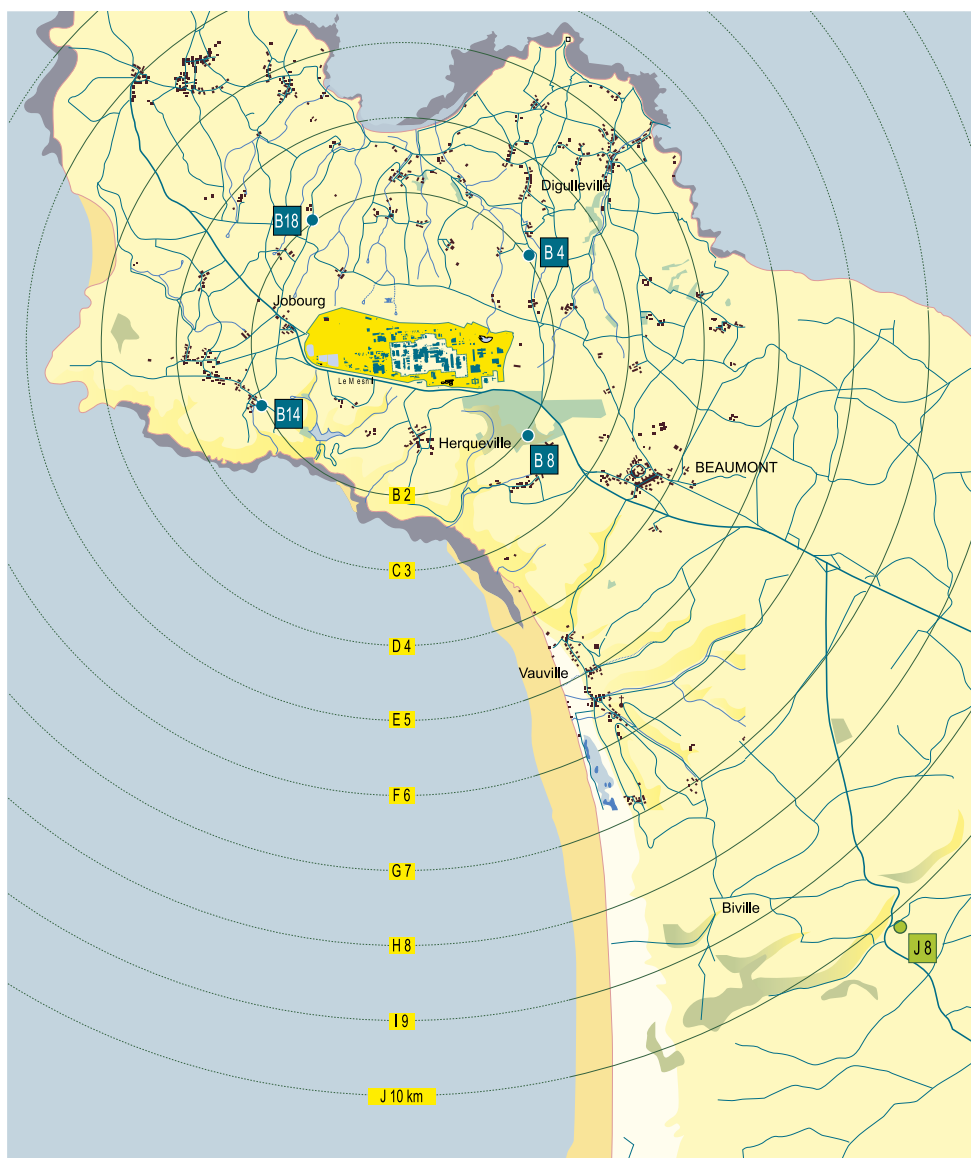 Digulleville
B18
B 4
Jobourg
Le Mesnil
B14
Herqueville
B 8
BEAUMONT
B 2
C 3
D 4
Vauville
E 5
F 6
G 7
Biville
H 8
J 8
I 9
J 10 km